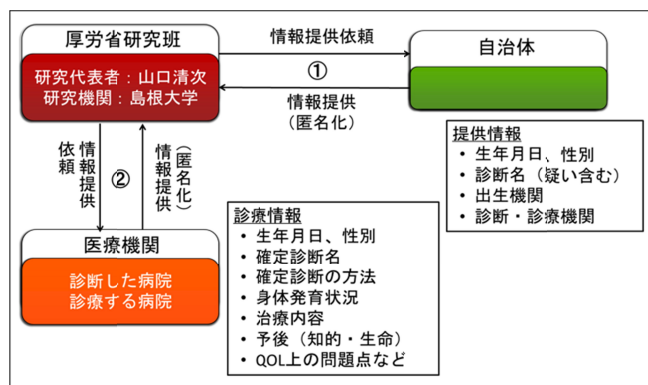 厚労省研究班
研究代表者：山口清次
研究機関：島根大学
情報提供依頼
①
情報提供
（匿名化）
自治体
提供情報
• 生年月日、性別
• 診断名（疑い含む）
• 出生機関
• 診断・診療機関
情報提供
依頼
②
（匿名化）
情報提供
医療機関
診断した病院
診療する病院
診療情報
• 生年月日、性別
• 確定診断名
• 確定診断の方法
• 身体発育状況
• 治療内容
• 予後（知的・生命）
• QOL上の問題点など